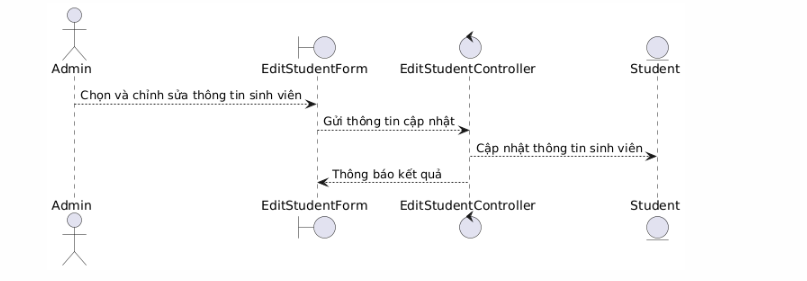 Admin
EditStudentForm
EditStudentController
Student
Chọn và chỉnh sửa thông tin sinh viên
Gửi thông tin cập nhật
Cập nhật thông tin sinh viên
Thông báo kết quả
Admin
EditStudentForm
EditStudentController
Student